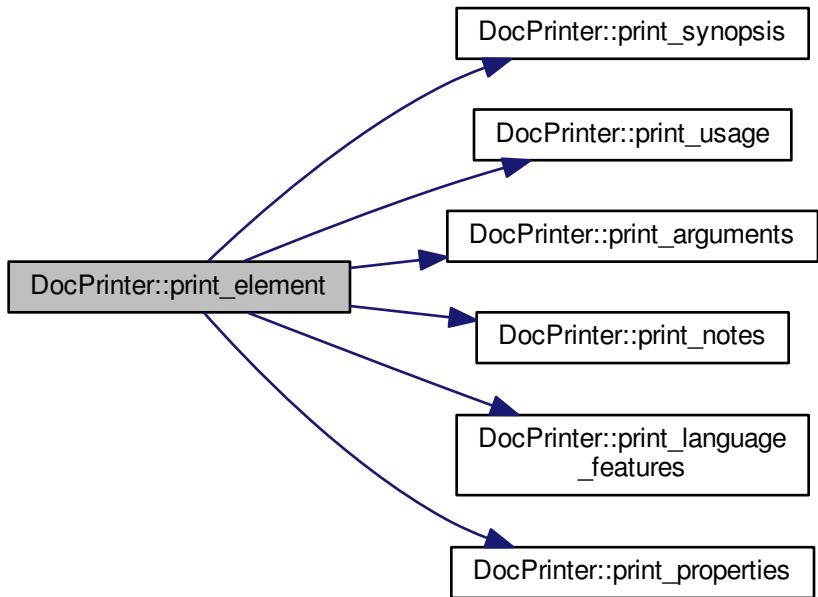 DocPrinter::print_synopsis
DocPrinter::print_usage
DocPrinter::print_arguments
DocPrinter::print_element
DocPrinter::print_notes
DocPrinter::print_language
_features
DocPrinter::print_properties